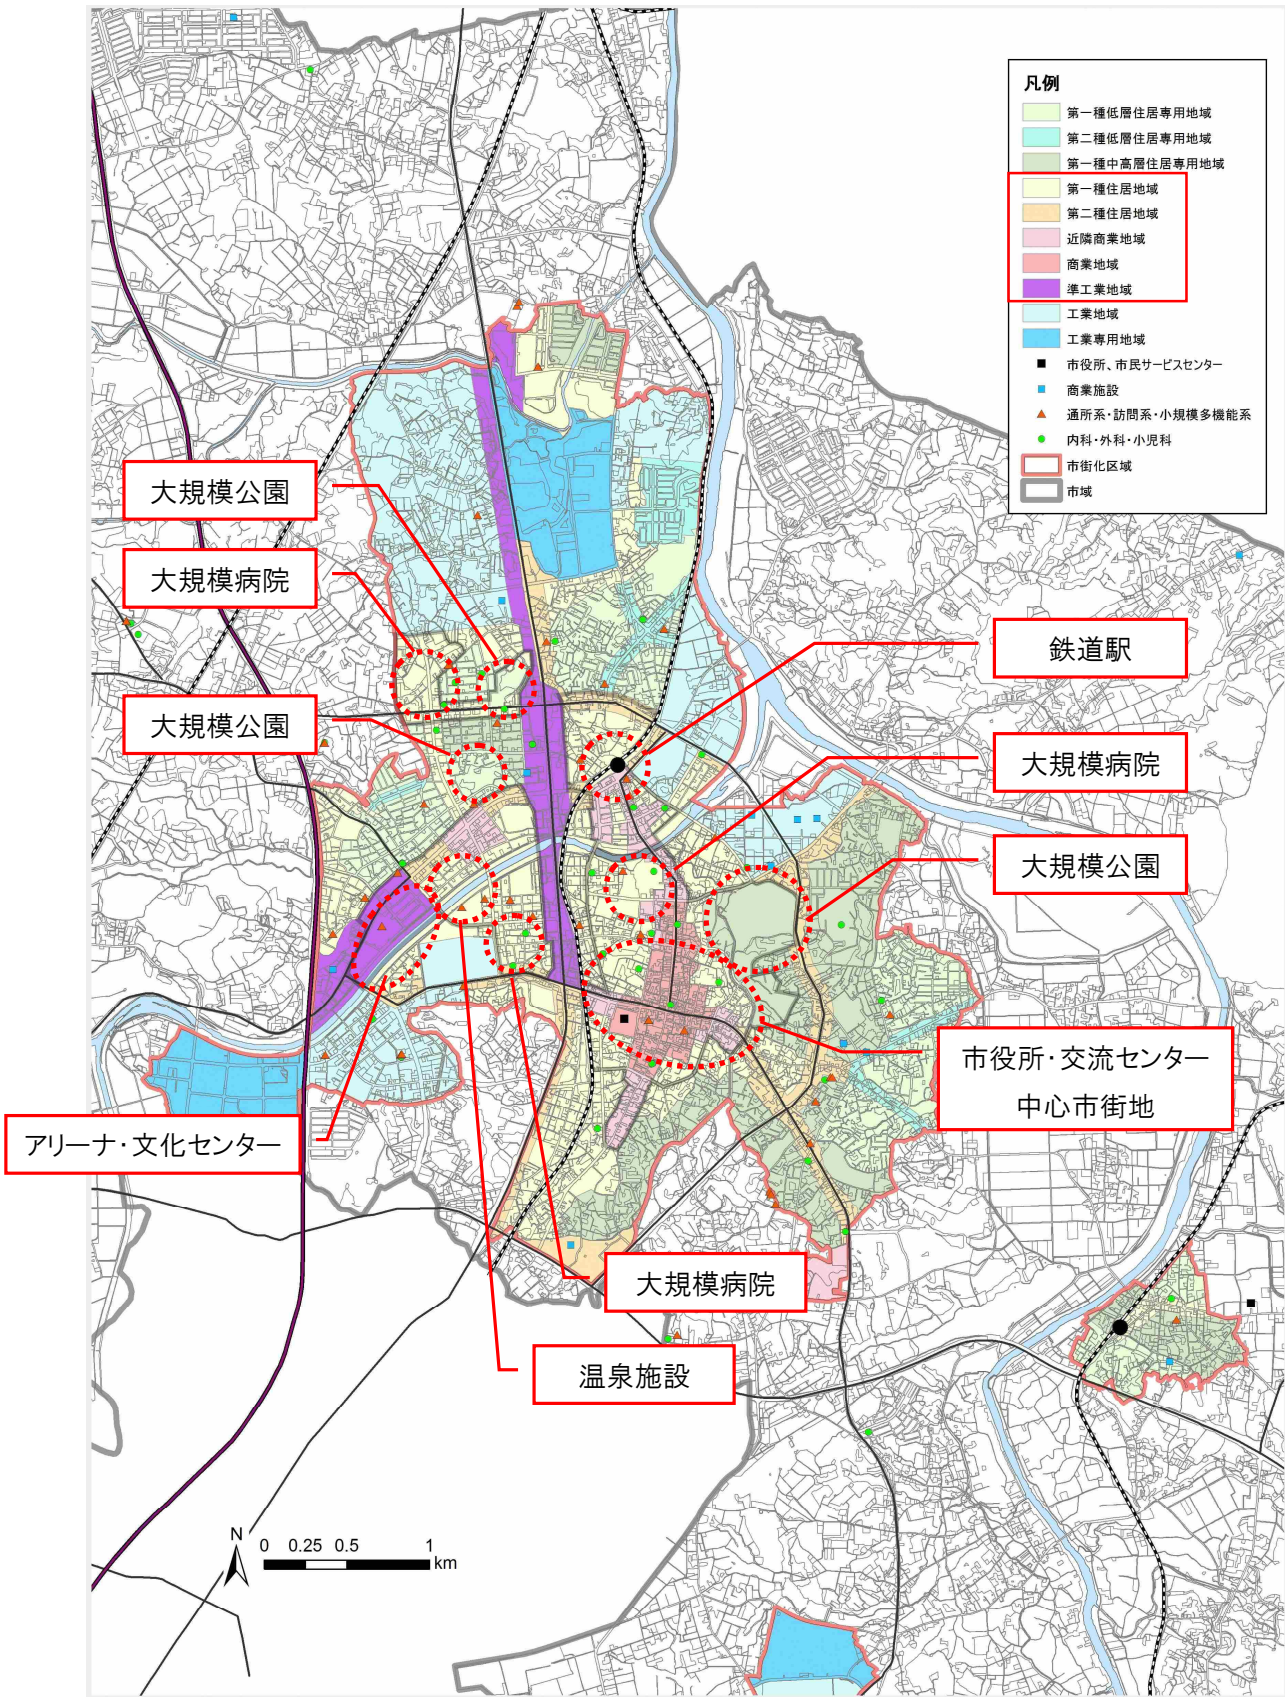 凡例
第一種低層住居専用地域
第二種低層住居専用地域
第一種中高層住居専用地域
第一種住居地域
第二種住居地域
近隣商業地域
商業地域
準工業地域
工業地域
工業専用地域
市役所、市民サービスセンター
商業施設
通所系・訪問系・小規模多機能系
内科・外科・小児科
市街化区域
市域
大規模公園
大規模病院
大規模公園
鉄道駅
大規模病院
大規模公園
市役所・交流センター
中心市街地
アリーナ・文化センター
大規模病院
温泉施設
N
0 0.25 0.5 1
km